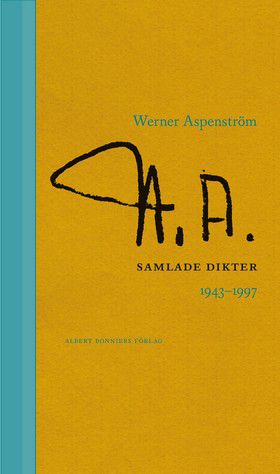 Werner Aspenström
W. A.
SAMLADE DIKTER
1943–1997
ALBERT BONNIERS FÖRLAG